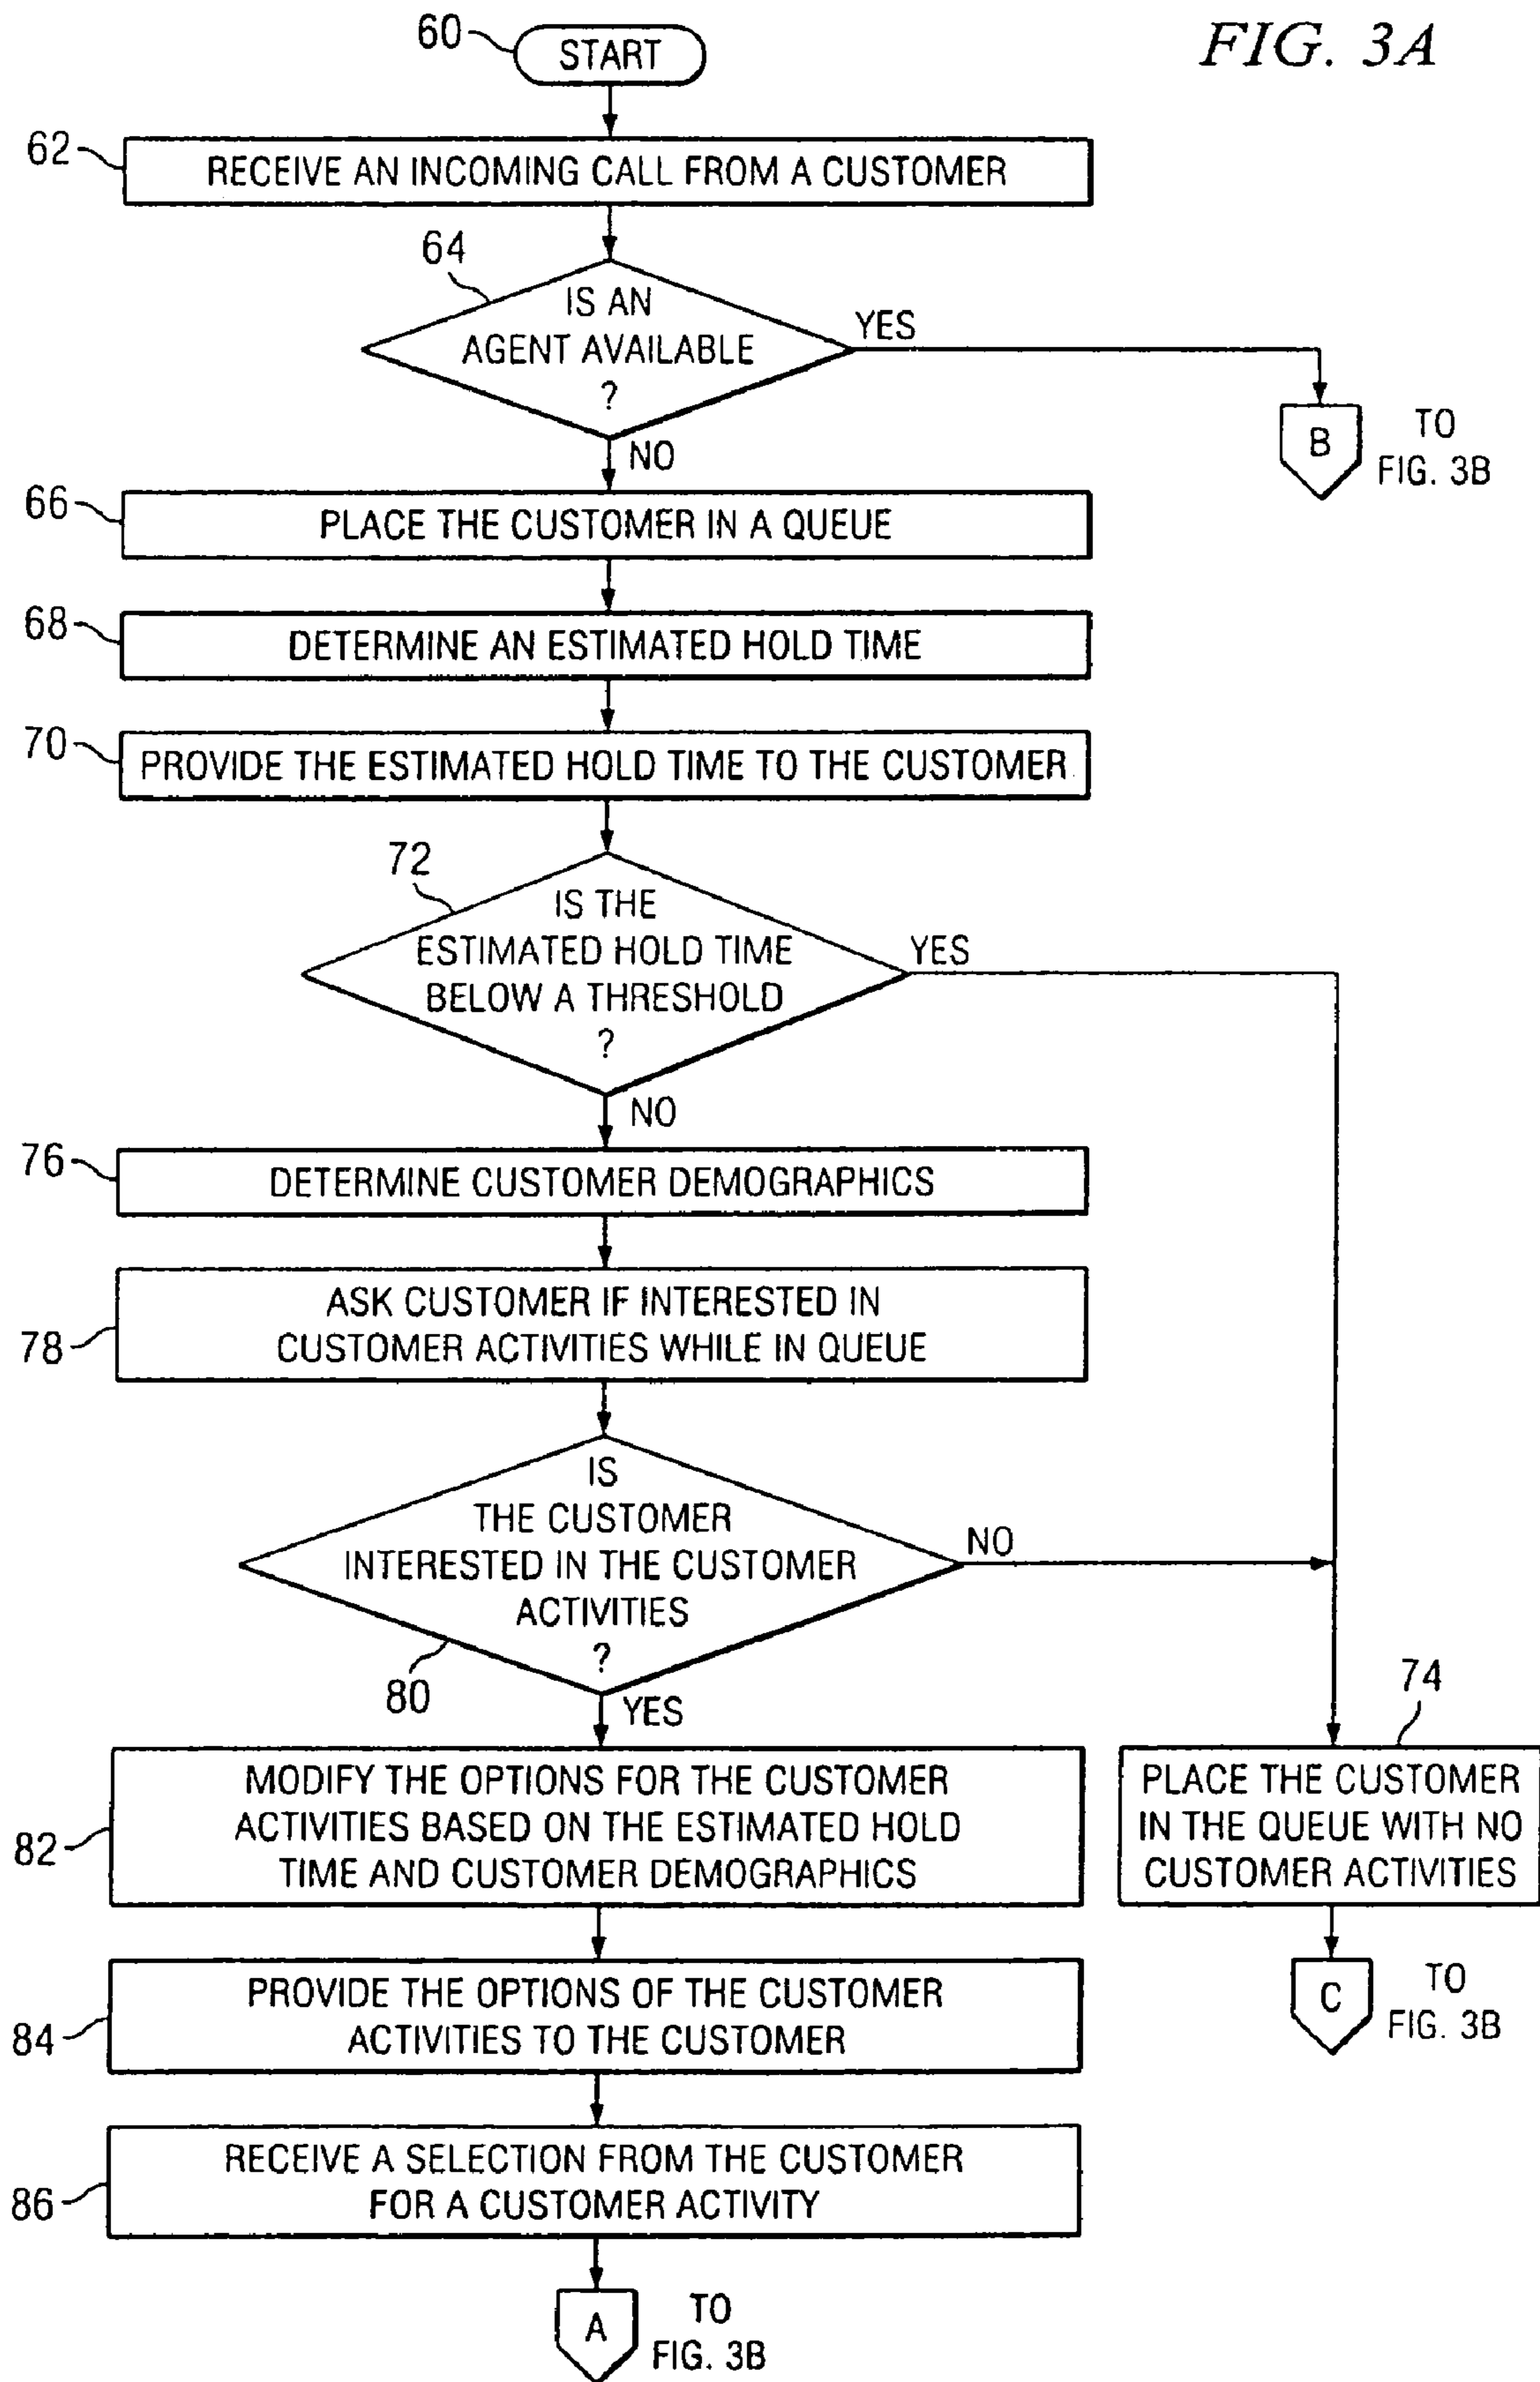 FIG. 3A
60
START
62
RECEIVE AN INCOMING CALL FROM A CUSTOMER
64
IS AN
AGENT AVAILABLE
?
YES
B
TO
FIG. 3B
NO
66
PLACE THE CUSTOMER IN A QUEUE
68
DETERMINE AN ESTIMATED HOLD TIME
70
PROVIDE THE ESTIMATED HOLD TIME TO THE CUSTOMER
72
IS THE
ESTIMATED HOLD TIME
BELOW A THRESHOLD
?
YES
NO
76
DETERMINE CUSTOMER DEMOGRAPHICS
78
ASK CUSTOMER IF INTERESTED IN
CUSTOMER ACTIVITIES WHILE IN QUEUE
IS
THE CUSTOMER
INTERESTED IN THE CUSTOMER
ACTIVITIES
?
80
NO
YES
74
PLACE THE CUSTOMER
IN THE QUEUE WITH NO
CUSTOMER ACTIVITIES
C
TO
FIG. 3B
82
MODIFY THE OPTIONS FOR THE CUSTOMER
ACTIVITIES BASED ON THE ESTIMATED HOLD
TIME AND CUSTOMER DEMOGRAPHICS
84
PROVIDE THE OPTIONS OF THE CUSTOMER
ACTIVITIES TO THE CUSTOMER
86
RECEIVE A SELECTION FROM THE CUSTOMER
FOR A CUSTOMER ACTIVITY
A
TO
FIG. 3B